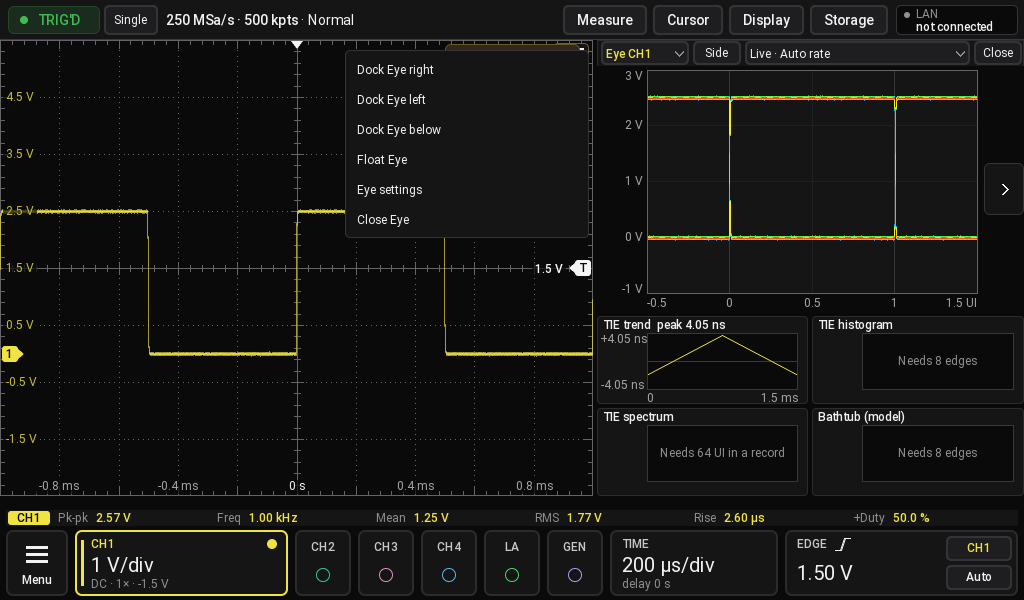 TRIG'D
Single
250 MSa/s · 500 kpts · Normal
Measure
Cursor
Display
Storage
LAN
not connected
Dock Eye right
Dock Eye left
Dock Eye below
Float Eye
Eye settings
Close Eye
4.5 V
3.5 V
2.5 V
1.5 V
0.5 V
-0.5 V
-1.5 V
1
1.5 V
T
-0.8 ms
-0.4 ms
0 s
0.4 ms
0.8 ms
Eye CH1
Side
Live · Auto rate
Close
3 V
2 V
1 V
0 V
-1 V
-0.5
0
0.5
1
1.5 UI
TIE trend peak 4.05 ns
+4.05 ns
-4.05 ns
0
1.5 ms
TIE histogram
Needs 8 edges
TIE spectrum
Needs 64 UI in a record
Bathtub (model)
Needs 8 edges
CH1
Pk-pk 2.57 V
Freq 1.00 kHz
Mean 1.25 V
RMS 1.77 V
Rise 2.60 µs
+Duty 50.0 %
Menu
CH1
1 V/div
DC · 1× · -1.5 V
CH2
CH3
CH4
LA
GEN
TIME
200 µs/div
delay 0 s
EDGE
1.50 V
CH1
Auto